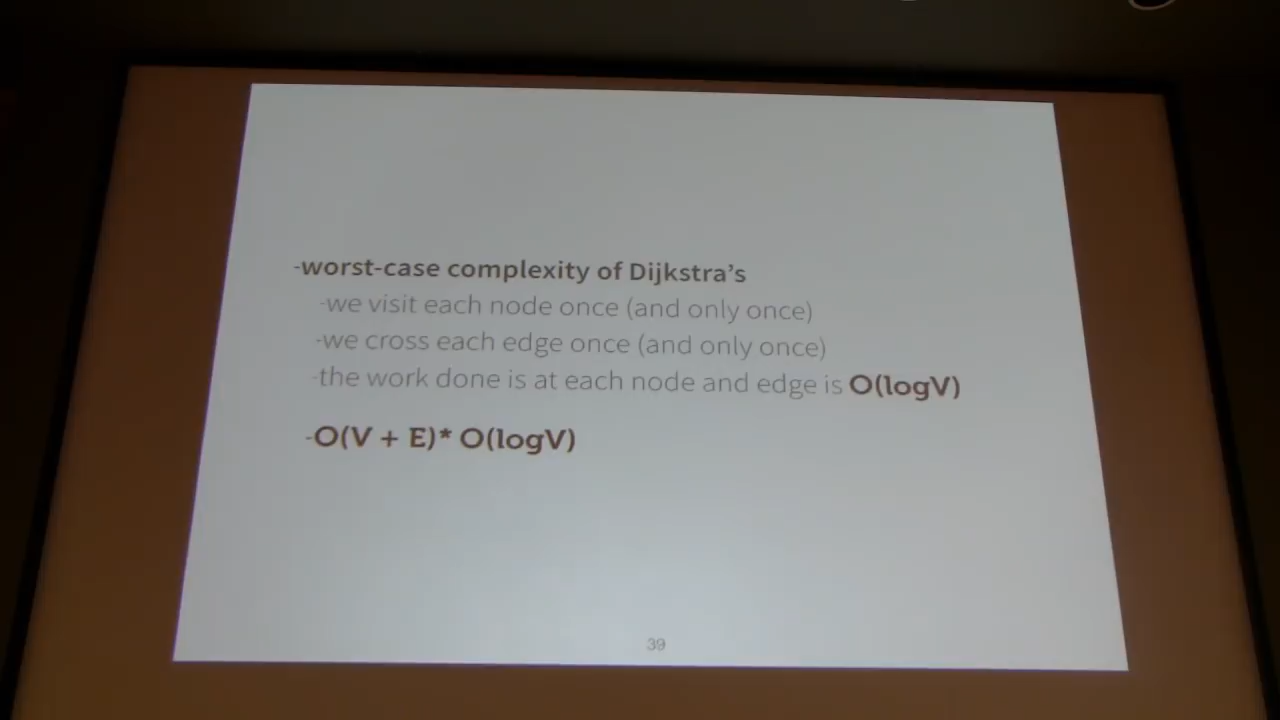 -worst-case complexity of Dijkstra's
-we visit each node once (and only once)
-we cross each edge once (and only once)
-the work done is at each node and edge is O(logV)
-O(V + E)* O(logV)
39